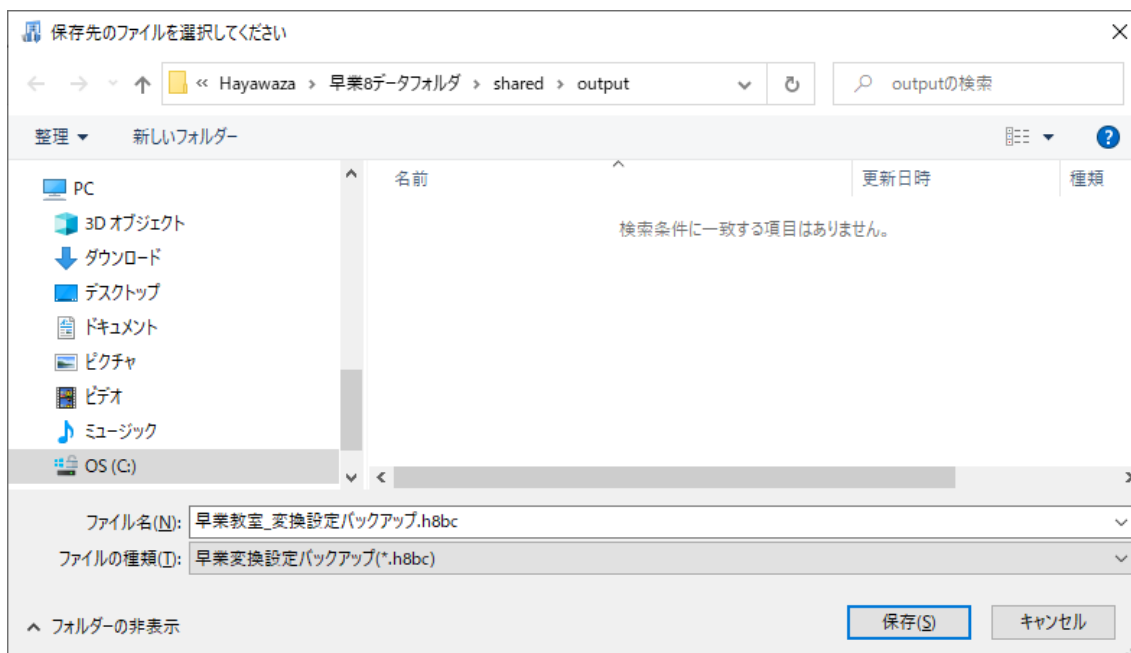 保存先のファイルを選択してください
« Hayawaza › 早業8データフォルダ › shared › output
outputの検索
整理
新しいフォルダー
名前 更新日時 種類
検索条件に一致する項目はありません。
PC
3D オブジェクト
ダウンロード
デスクトップ
ドキュメント
ピクチャ
ビデオ
ミュージック
OS (C:)
ファイル名(N): 早業教室_変換設定バックアップ.h8bc
ファイルの種類(T): 早業変換設定バックアップ(*.h8bc)
フォルダーの非表示
保存(S) キャンセル